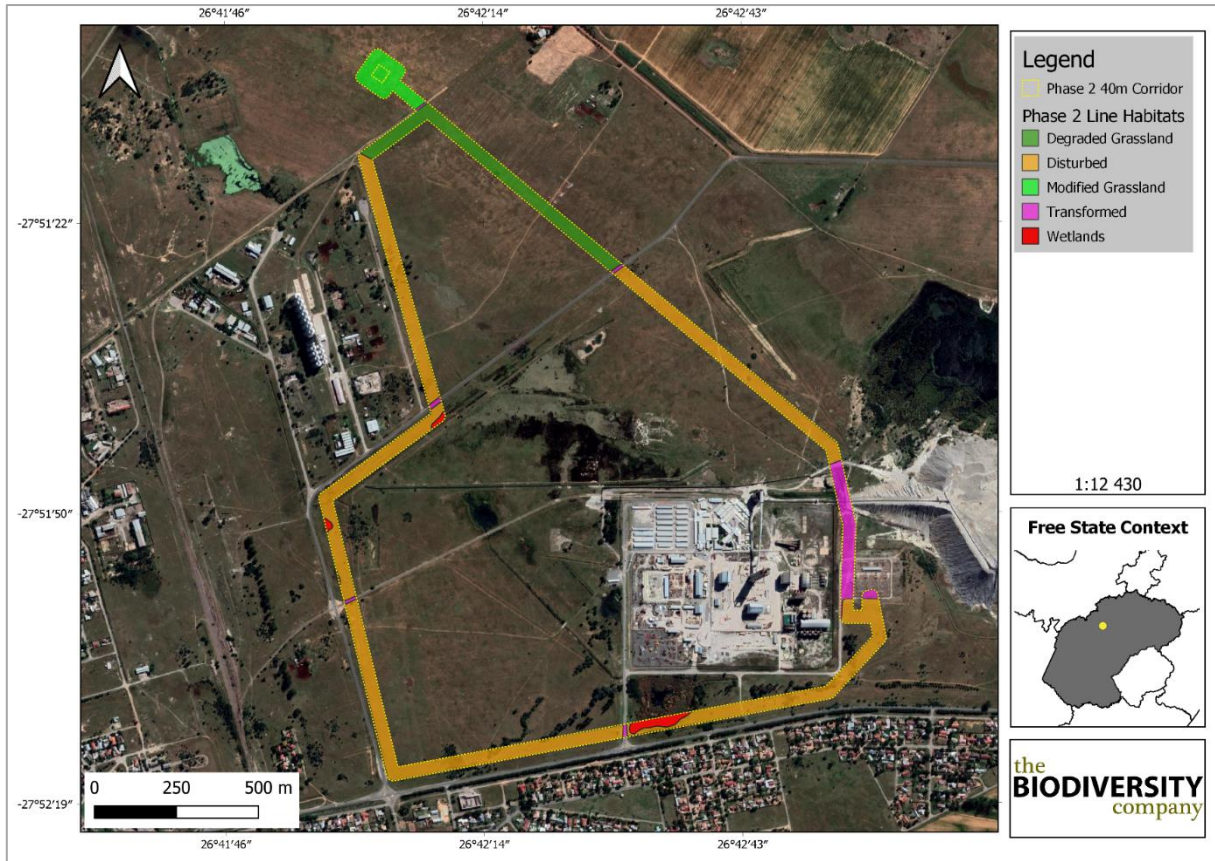 26°41′46″ 26°42′14″ 26°42′43″
-27°51′22″
-27°51′50″
-27°52′19″
0 250 500 m
26°41′46″ 26°42′14″ 26°42′43″
Legend
Phase 2 40m Corridor
Phase 2 Line Habitats
Degraded Grassland
Disturbed
Modified Grassland
Transformed
Wetlands
1:12 430
Free State Context
the
BIODIVERSITY
company